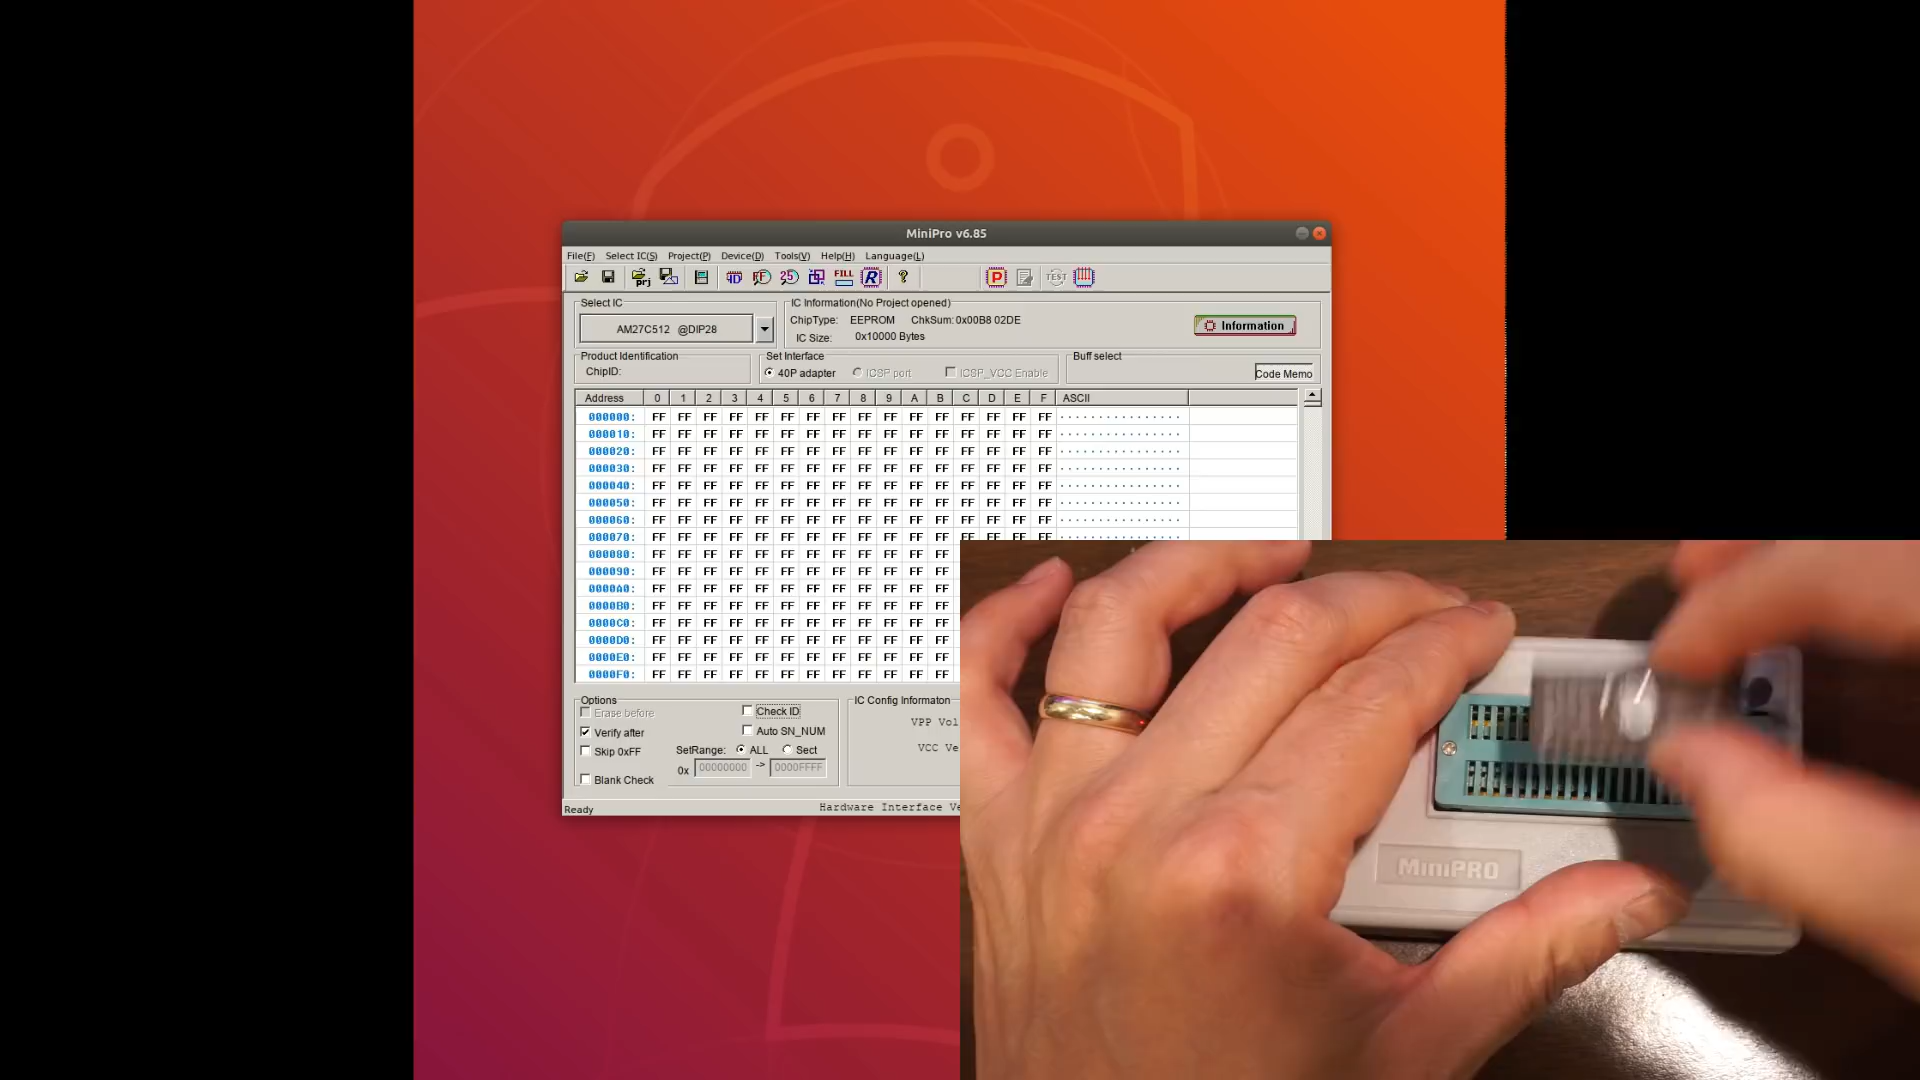 MiniPro v6.85
File(F) Select IC(S) Project(P) Device(D) Tools(V) Help(H) Language(L)
prj 4D FF 25 FILL R ? P TEST
Select IC
AM27C512 @DIP28
IC Information(No Project opened)
ChipType: EEPROM ChkSum: 0x00B8 02DE
IC Size: 0x10000 Bytes
Information
Product Identification
ChipID:
Set Interface
40P adapter ICSP port ICSP_VCC Enable
Buff select
Code Memo
Address 0 1 2 3 4 5 6 7 8 9 A B C D E F ASCII
000000: FF FF FF FF FF FF FF FF FF FF FF FF FF FF FF FF ................
000010: FF FF FF FF FF FF FF FF FF FF FF FF FF FF FF FF ................
000020: FF FF FF FF FF FF FF FF FF FF FF FF FF FF FF FF ................
000030: FF FF FF FF FF FF FF FF FF FF FF FF FF FF FF FF ................
000040: FF FF FF FF FF FF FF FF FF FF FF FF FF FF FF FF ................
000050: FF FF FF FF FF FF FF FF FF FF FF FF FF FF FF FF ................
000060: FF FF FF FF FF FF FF FF FF FF FF FF FF FF FF FF ................
000070: FF FF FF FF FF FF FF FF FF FF FF FF FF FF FF FF ................
000080: FF FF FF FF FF FF FF FF FF FF FF FF
000090: FF FF FF FF FF FF FF FF FF FF FF FF
0000A0: FF FF FF FF FF FF FF FF FF FF FF FF
0000B0: FF FF FF FF FF FF FF FF FF FF FF FF
0000C0: FF FF FF FF FF FF FF FF FF FF FF FF
0000D0: FF FF FF FF FF FF FF FF FF FF FF FF
0000E0: FF FF FF FF FF FF FF FF FF FF FF FF
0000F0: FF FF FF FF FF FF FF FF FF FF FF FF
Options
Erase before
Verify after
Skip 0xFF
Blank Check
Check ID
Auto SN_NUM
SetRange: ALL Sect
0x 00000000 -> 0000FFFF
IC Config Informaton
VPP Vol
VCC Ve
Ready
Hardware Interface Ve
MiniPRO